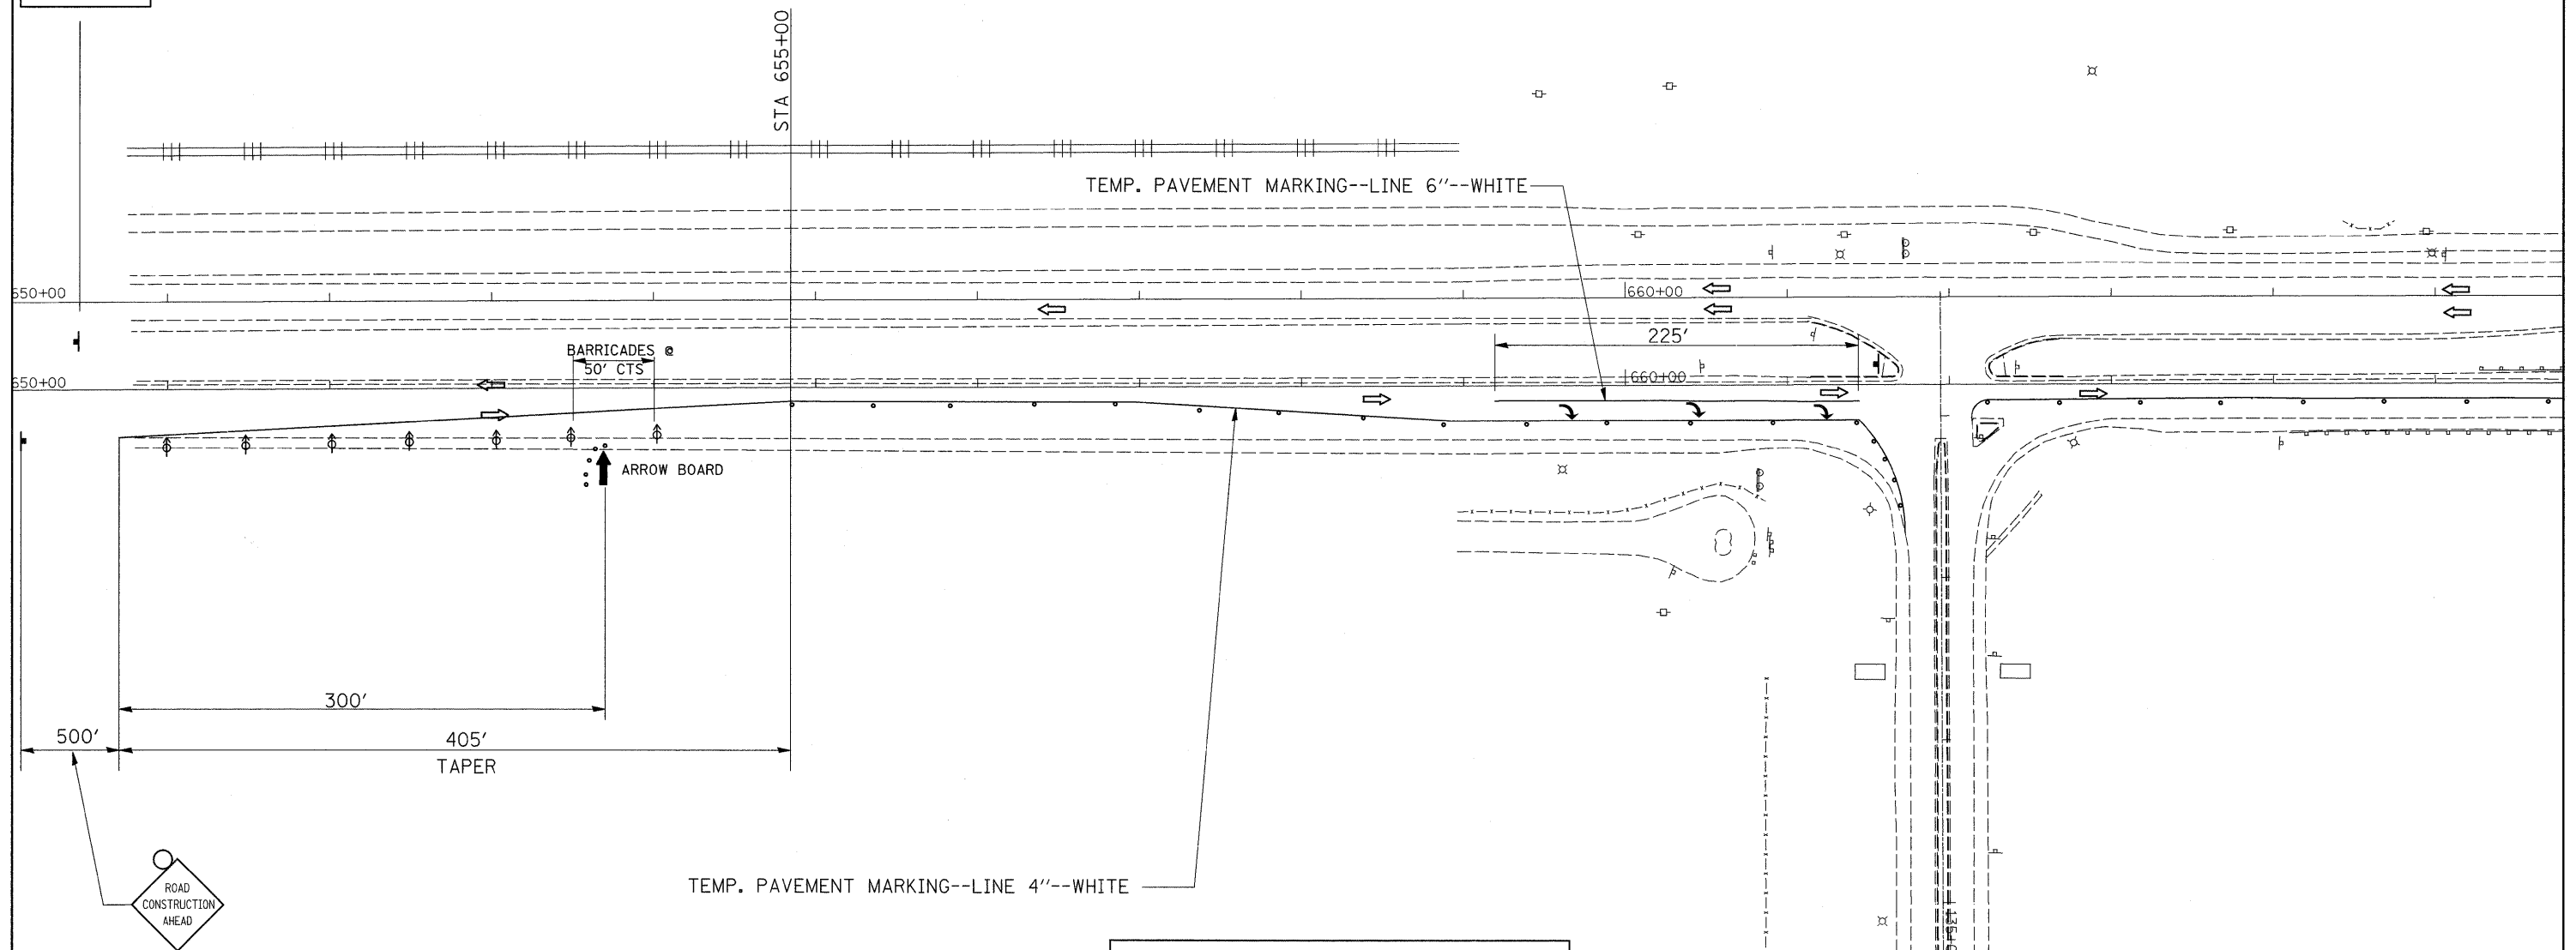 STA 655+00
TEMP. PAVEMENT MARKING--LINE 6"--WHITE
650+00
660+00
225'
BARRICADES @
50' CTS
650+00
660+00
ARROW BOARD
300'
500'
405'
TAPER
TEMP. PAVEMENT MARKING--LINE 4"--WHITE
ROAD
CONSTRUCTION
AHEAD